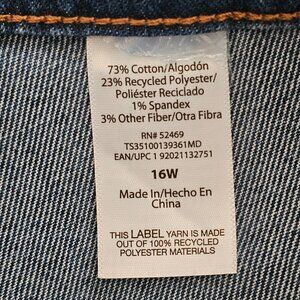 73% Cotton/Algodón
23% Recycled Polyester/
Poliéster Reciclado
1% Spandex
3% Other Fiber/Otra Fibra
RN# 52469
TS35100139361MD
EAN/UPC 1 92021132751
16W
Made In/Hecho En
China
THIS LABEL YARN IS MADE
OUT OF 100% RECYCLED
POLYESTER MATERIALS